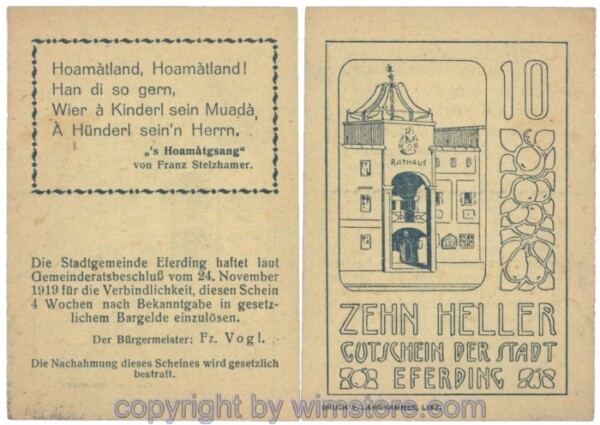 Hoamàtland, Hoamàtland!
Han di so gern,
Wier à Kinderl sein Muadà,
À Hünderl sein'n Herrn.
„'s Hoamàtgsang"
von Franz Stelzhamer.
Die Stadtgemeinde Eferding haftet laut
Gemeinderatsbeschluß vom 24. November
1919 für die Verbindlichkeit, diesen Schein
4 Wochen nach Bekanntgabe in gesetz-
lichem Bargelde einzulösen.
Der Bürgermeister: Fz. Vogl.
Die Nachahmung dieses Scheines wird gesetzlich
bestraft.
10
RATHAUS
ZEHN HELLER
GUTSCHEIN DER STADT
EFERDING
DRUCK LANGHAMMER, LINZ.
copyright by wimstore.com